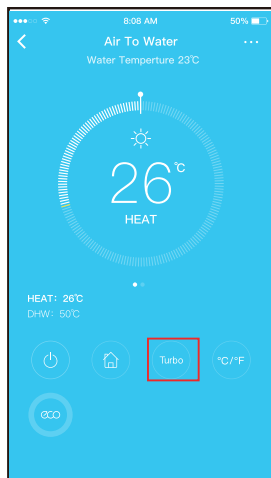 8:08 AM
50%
Air To Water
Water Temperture 23℃
26℃
HEAT
HEAT: 26℃
DHW: 50℃
Turbo
℃/℉
eco